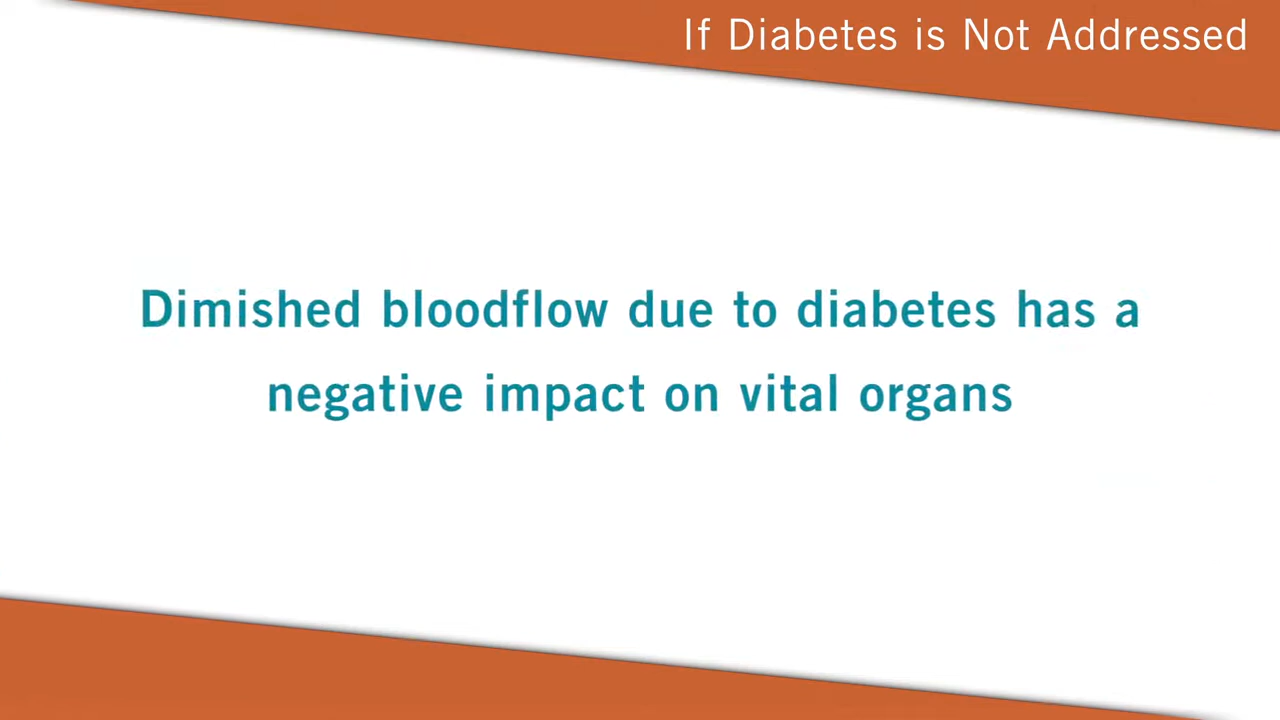 If Diabetes is Not Addressed
Dimished bloodflow due to diabetes has a
negative impact on vital organs